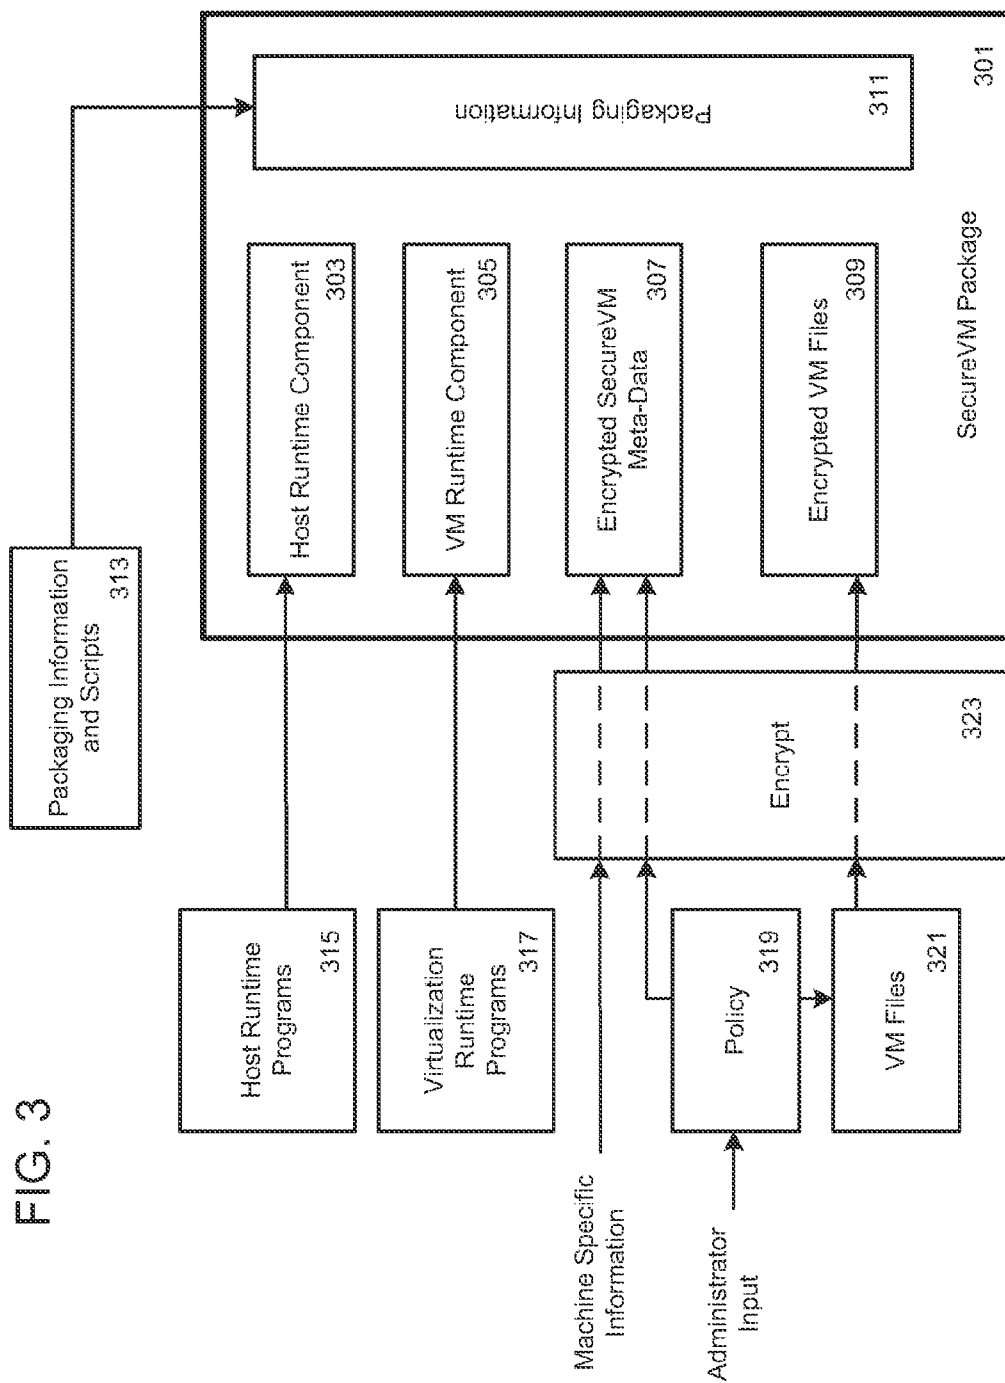 FIG. 3
Packaging Information
and Scripts
313
Host Runtime
Programs
315
Host Runtime Component
303
Virtualization
Runtime
Programs
317
VM Runtime Component
305
Machine Specific
Information
Encrypted SecureVM
Meta-Data
307
Administrator
Input
Policy
319
VM Files
321
Encrypt
323
Encrypted VM Files
309
Packaging Information
311
SecureVM Package
301